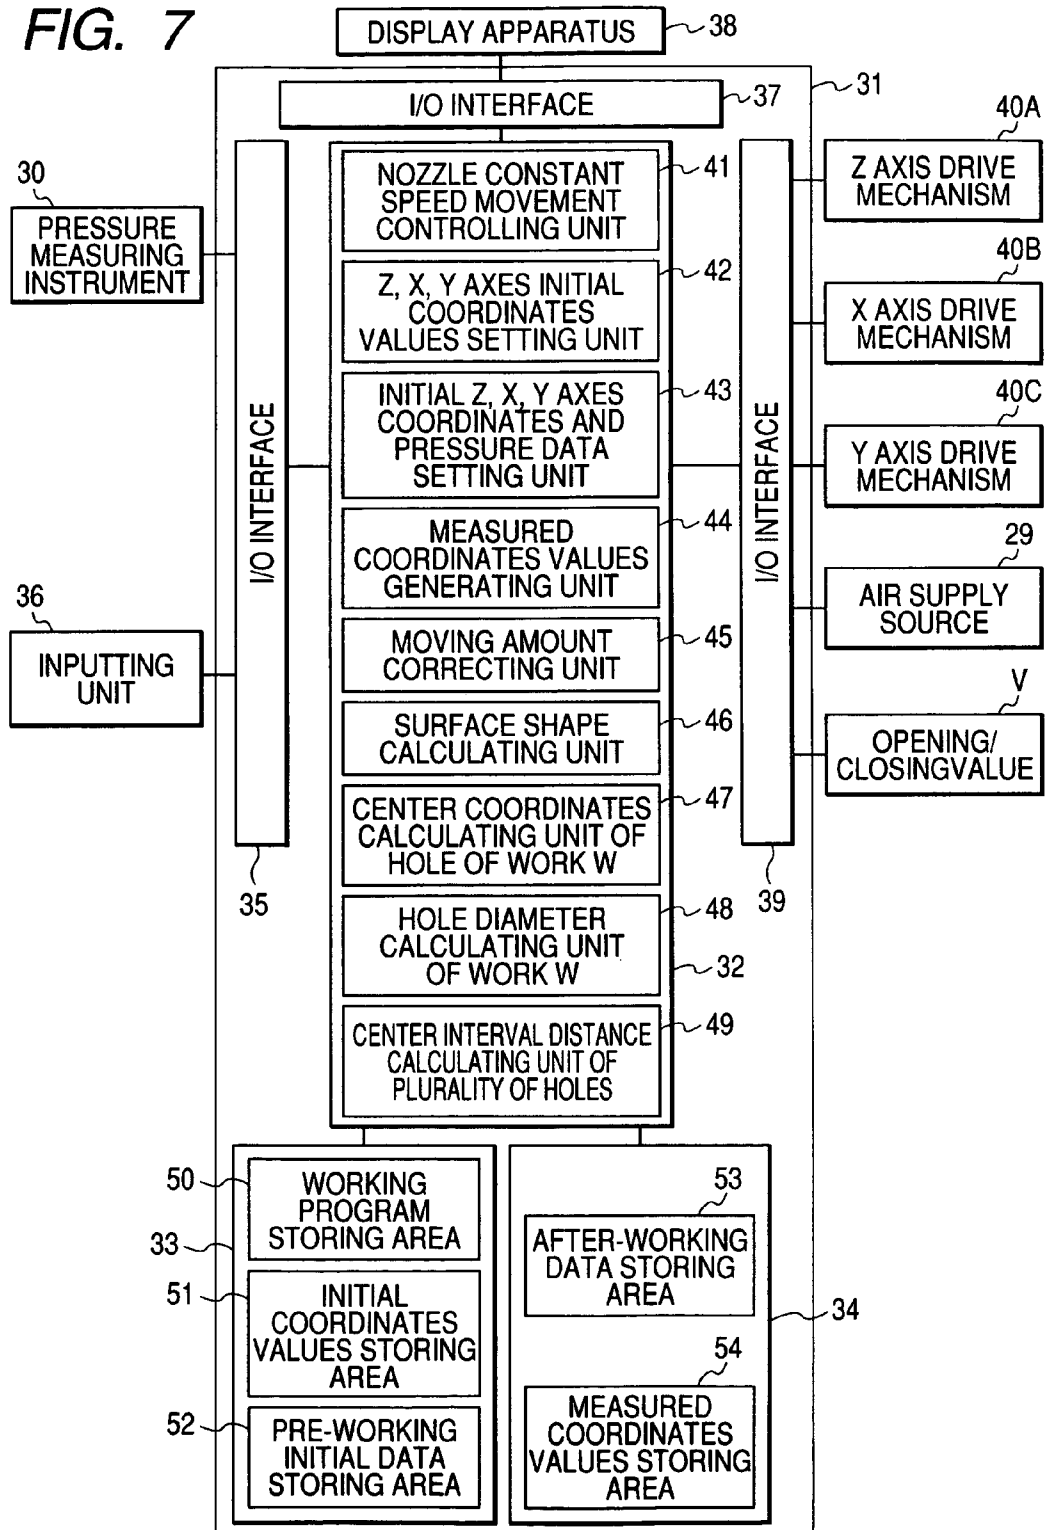 FIG. 7
DISPLAY APPARATUS
38
I/O INTERFACE
37
31
30
PRESSURE
MEASURING
INSTRUMENT
36
INPUTTING
UNIT
I/O INTERFACE
35
NOZZLE CONSTANT
SPEED MOVEMENT
CONTROLLING UNIT
41
Z, X, Y AXES INITIAL
COORDINATES
VALUES SETTING UNIT
42
INITIAL Z, X, Y AXES
COORDINATES AND
PRESSURE DATA
SETTING UNIT
43
MEASURED
COORDINATES VALUES
GENERATING UNIT
44
MOVING AMOUNT
CORRECTING UNIT
45
SURFACE SHAPE
CALCULATING UNIT
46
CENTER COORDINATES
CALCULATING UNIT OF
HOLE OF WORK W
47
HOLE DIAMETER
CALCULATING UNIT
OF WORK W
48
32
CENTER INTERVAL DISTANCE
CALCULATING UNIT OF
PLURALITY OF HOLES
49
I/O INTERFACE
39
40A
Z AXIS DRIVE
MECHANISM
40B
X AXIS DRIVE
MECHANISM
40C
Y AXIS DRIVE
MECHANISM
29
AIR SUPPLY
SOURCE
V
OPENING/
CLOSINGVALUE
50
WORKING
PROGRAM
STORING AREA
33
51
INITIAL
COORDINATES
VALUES STORING
AREA
52
PRE-WORKING
INITIAL DATA
STORING AREA
53
AFTER-WORKING
DATA STORING
AREA
34
54
MEASURED
COORDINATES
VALUES STORING
AREA